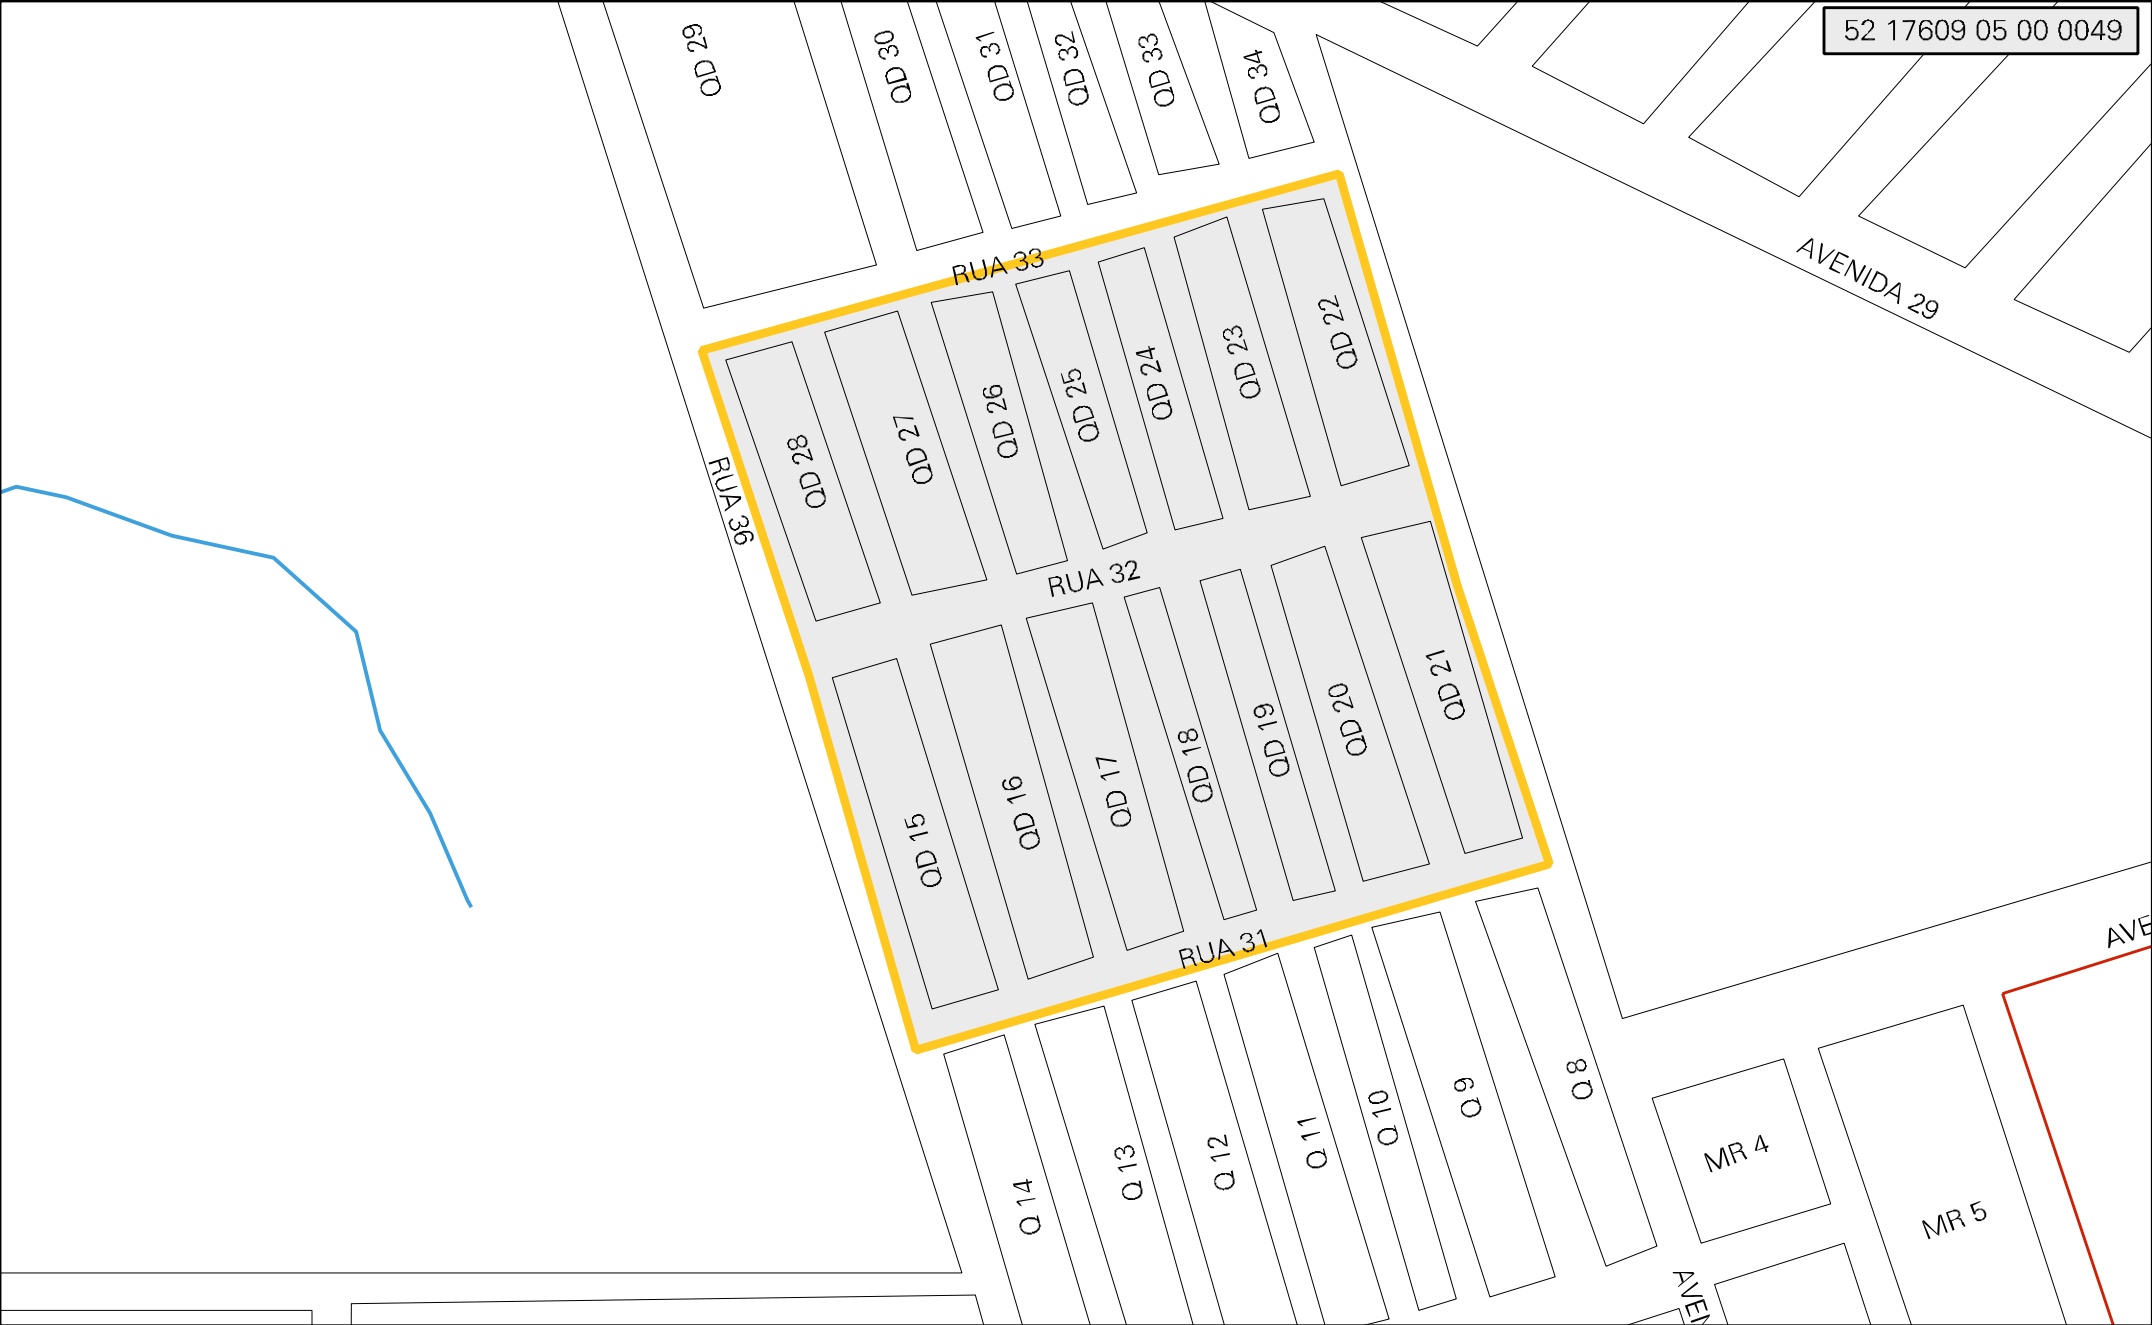 52 17609 05 00 0049
QD 29
QD 30
QD 31
QD 32
QD 33
QD 34
AVENIDA 29
RUA 33
QD 28
QD 27
QD 26
QD 25
QD 24
QD 23
QD 22
RUA 36
RUA 32
QD 15
QD 16
QD 17
QD 18
QD 19
QD 20
QD 21
RUA 31
AVE
Q 14
Q 13
Q 12
Q 11
Q 10
Q 9
Q 8
MR 4
MR 5
AVEN